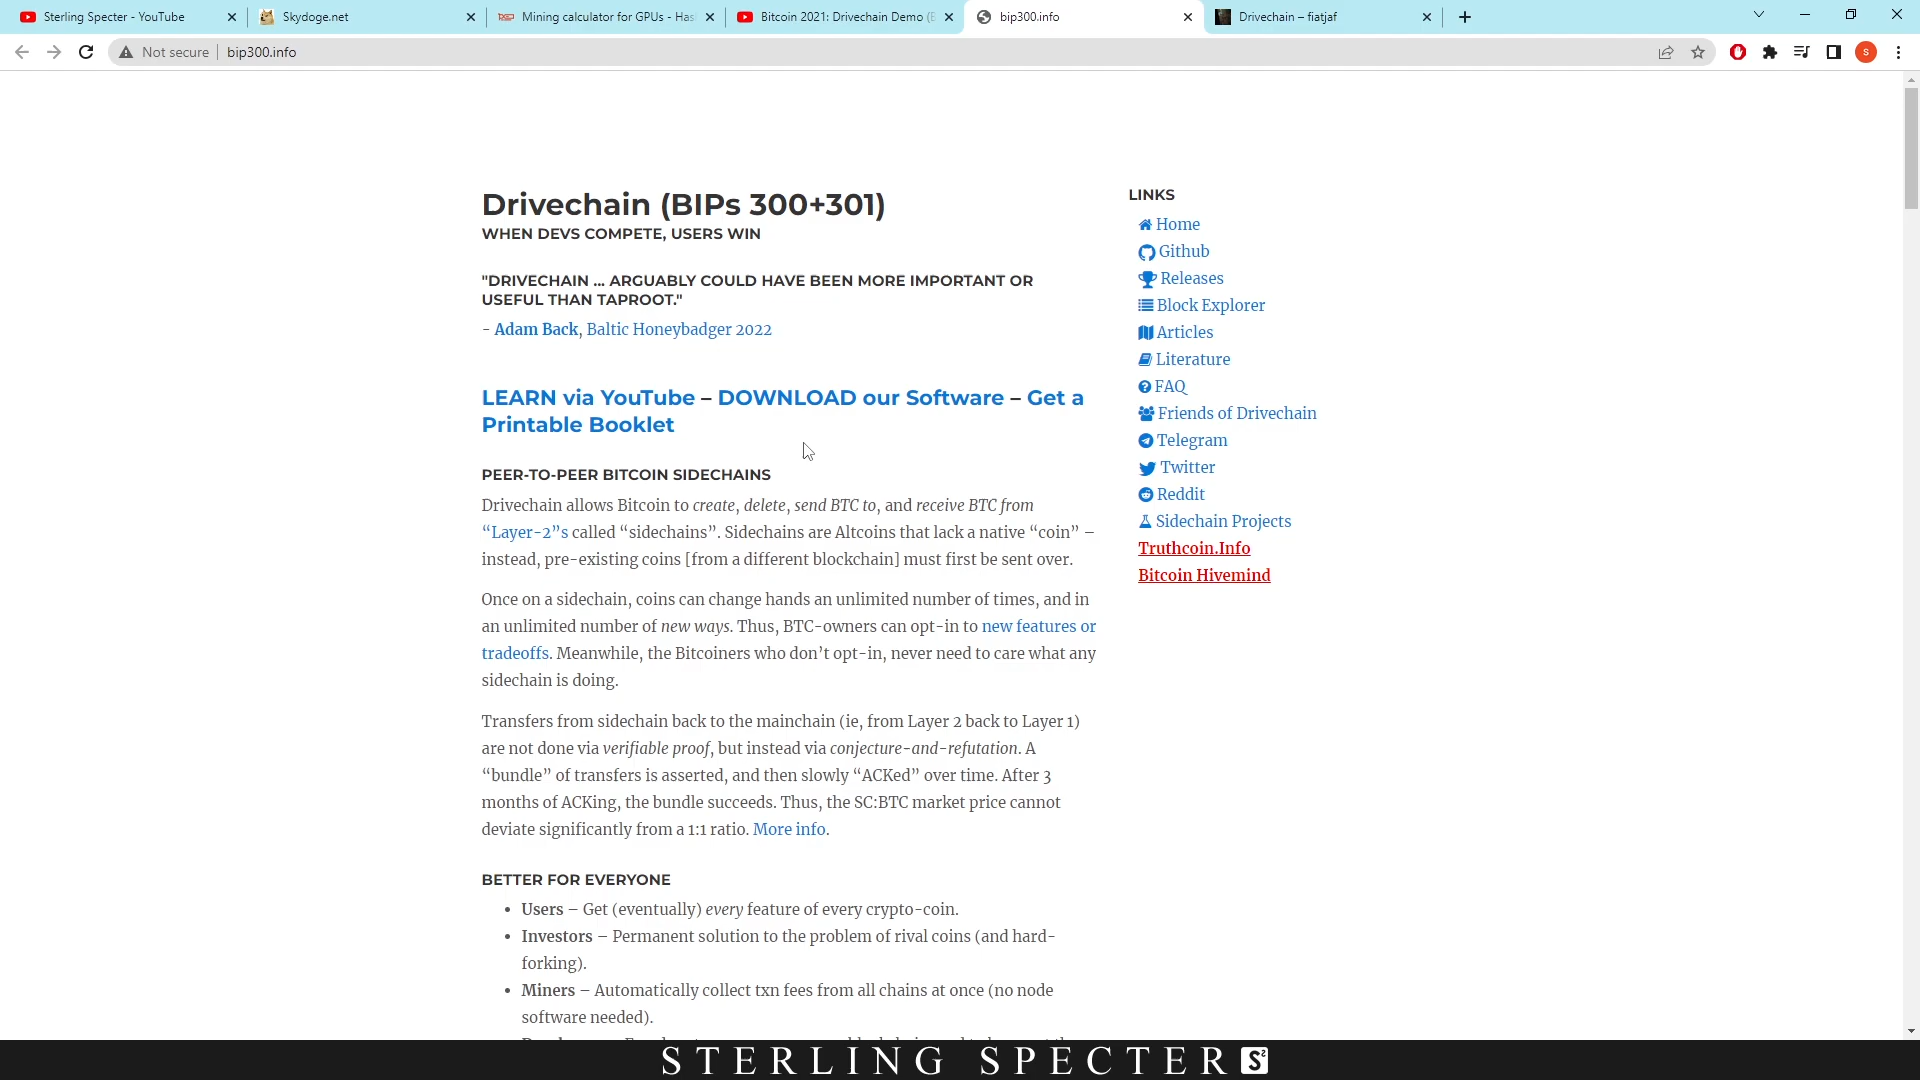 Sterling Specter - YouTube
Skydoge.net
Mining calculator for GPUs - Has
Bitcoin 2021: Drivechain Demo (B
bip300.info
Drivechain – fiatjaf
Not secure
bip300.info
S
Drivechain (BIPs 300+301)
WHEN DEVS COMPETE, USERS WIN
"DRIVECHAIN ... ARGUABLY COULD HAVE BEEN MORE IMPORTANT OR
USEFUL THAN TAPROOT."
- Adam Back, Baltic Honeybadger 2022
LEARN via YouTube – DOWNLOAD our Software – Get a
Printable Booklet
PEER-TO-PEER BITCOIN SIDECHAINS
Drivechain allows Bitcoin to create, delete, send BTC to, and receive BTC from
“Layer-2”s called “sidechains”. Sidechains are Altcoins that lack a native “coin” –
instead, pre-existing coins [from a different blockchain] must first be sent over.
Once on a sidechain, coins can change hands an unlimited number of times, and in
an unlimited number of new ways. Thus, BTC-owners can opt-in to new features or
tradeoffs. Meanwhile, the Bitcoiners who don’t opt-in, never need to care what any
sidechain is doing.
Transfers from sidechain back to the mainchain (ie, from Layer 2 back to Layer 1)
are not done via verifiable proof, but instead via conjecture-and-refutation. A
“bundle” of transfers is asserted, and then slowly “ACKed” over time. After 3
months of ACKing, the bundle succeeds. Thus, the SC:BTC market price cannot
deviate significantly from a 1:1 ratio. More info.
BETTER FOR EVERYONE
• Users – Get (eventually) every feature of every crypto-coin.
• Investors – Permanent solution to the problem of rival coins (and hard-
forking).
• Miners – Automatically collect txn fees from all chains at once (no node
software needed).
LINKS
Home
Github
Releases
Block Explorer
Articles
Literature
FAQ
Friends of Drivechain
Telegram
Twitter
Reddit
Sidechain Projects
Truthcoin.Info
Bitcoin Hivemind
STERLING SPECTER S²